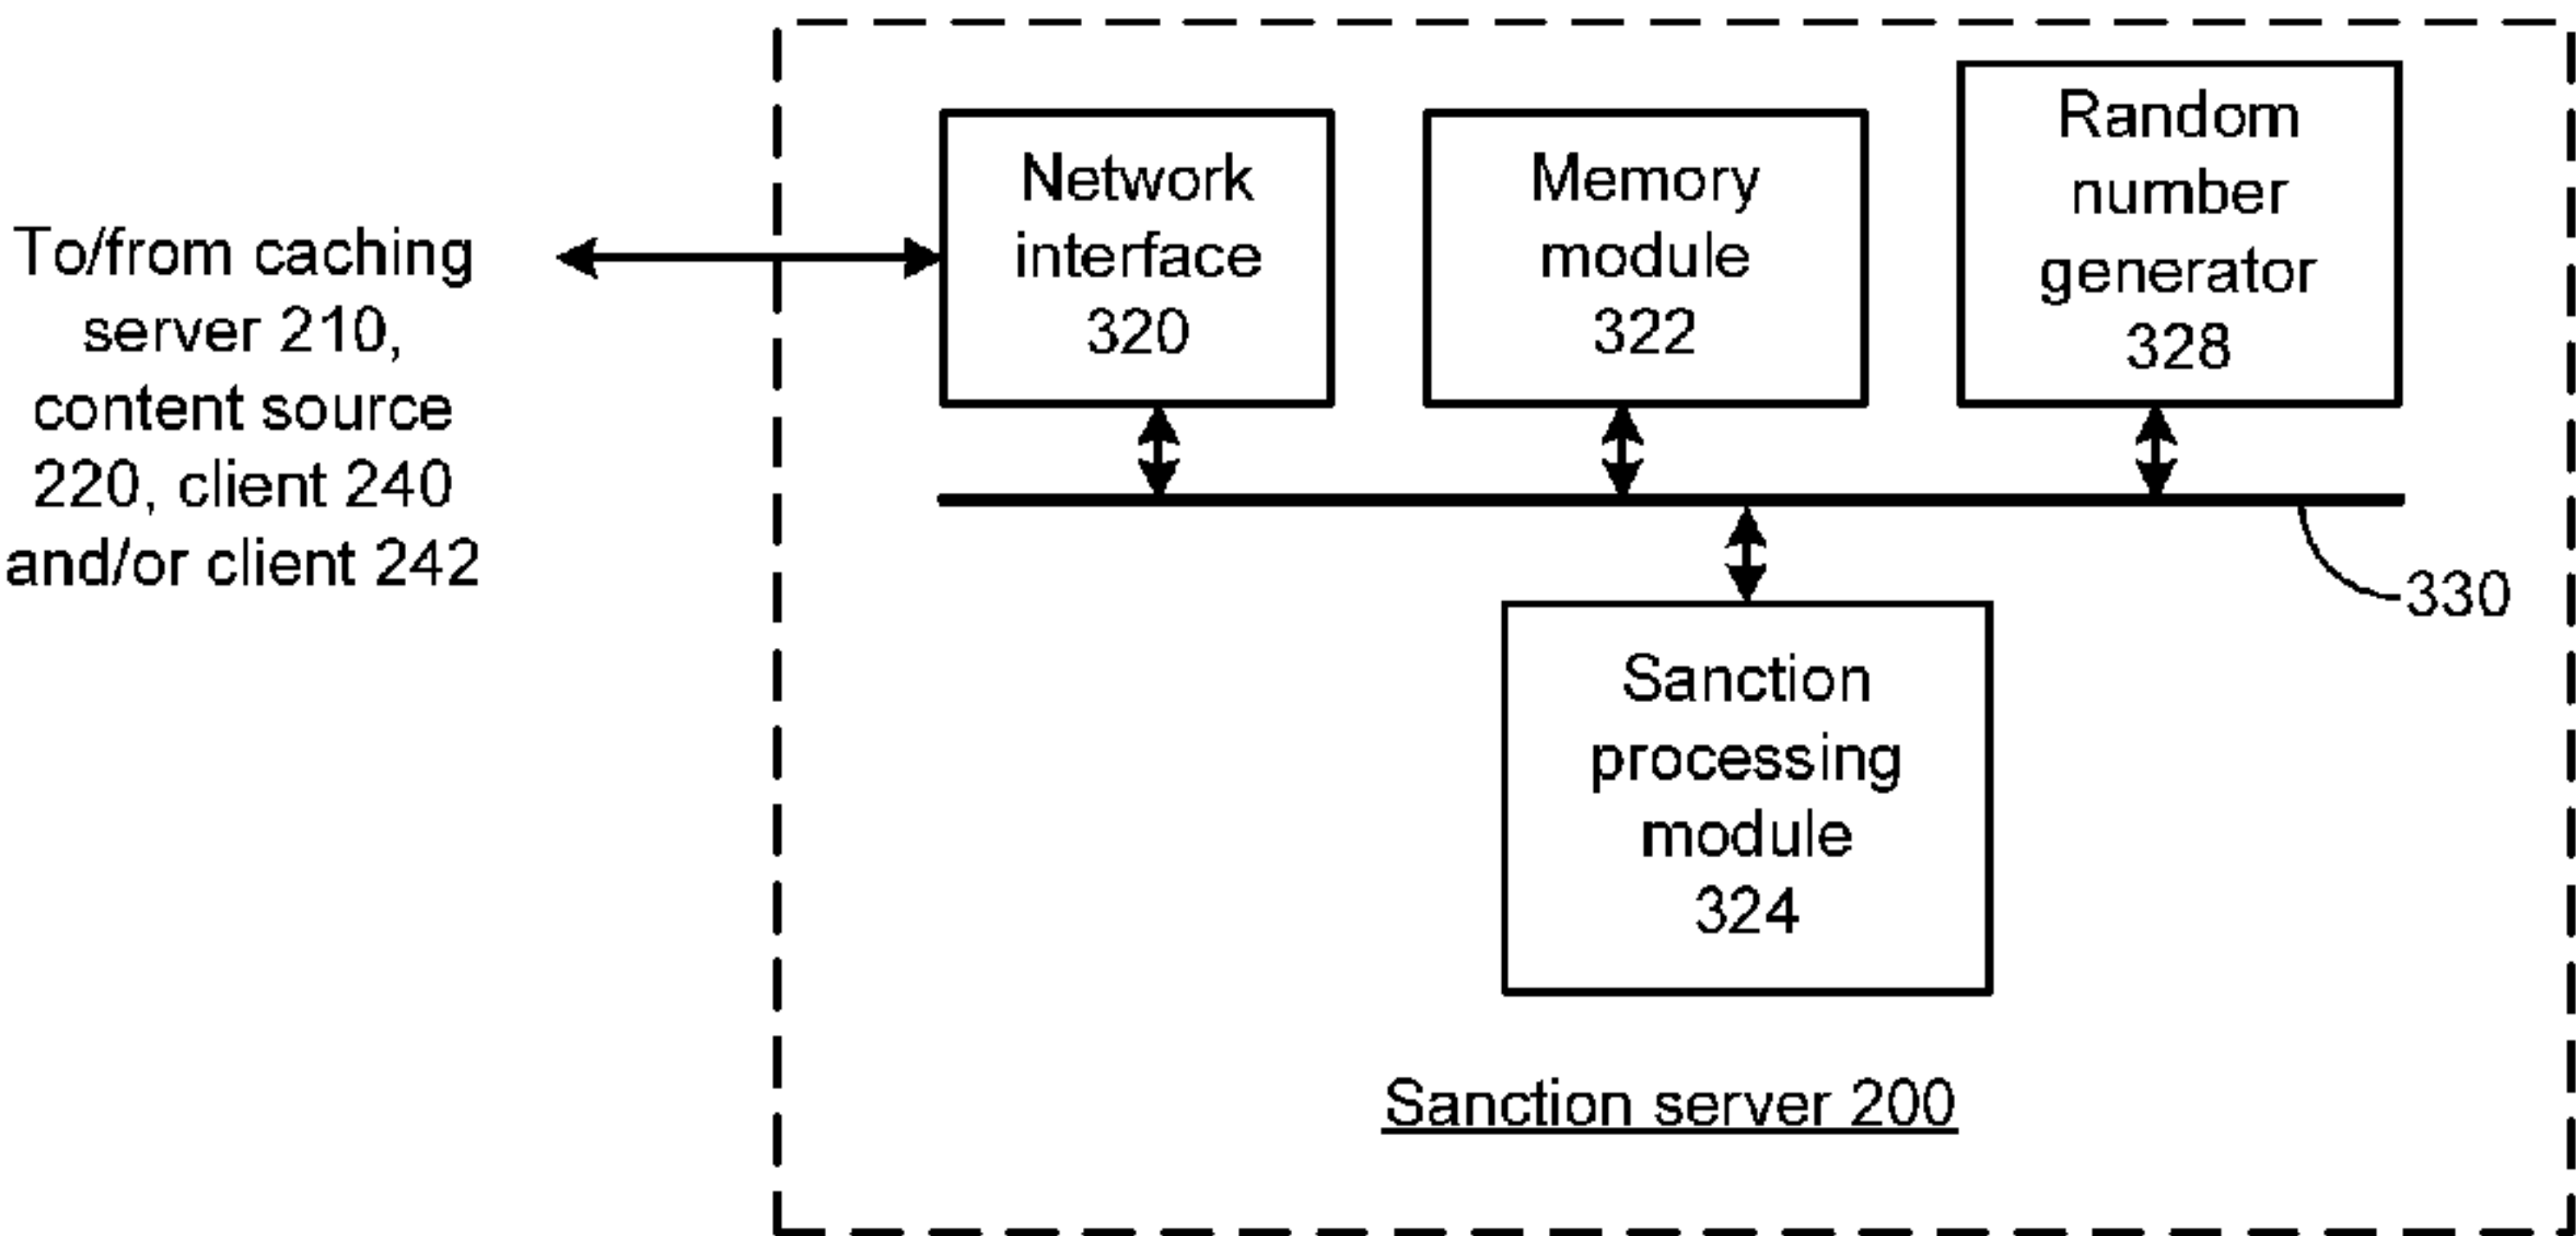 To/from caching
server 210,
content source
220, client 240
and/or client 242
Network
interface
320
Memory
module
322
Random
number
generator
328
330
Sanction
processing
module
324
Sanction server 200